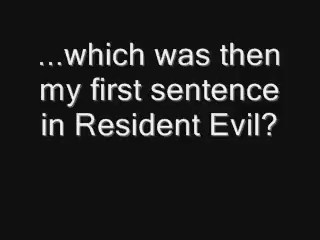 ...which was then
my first sentence
in Resident Evil?